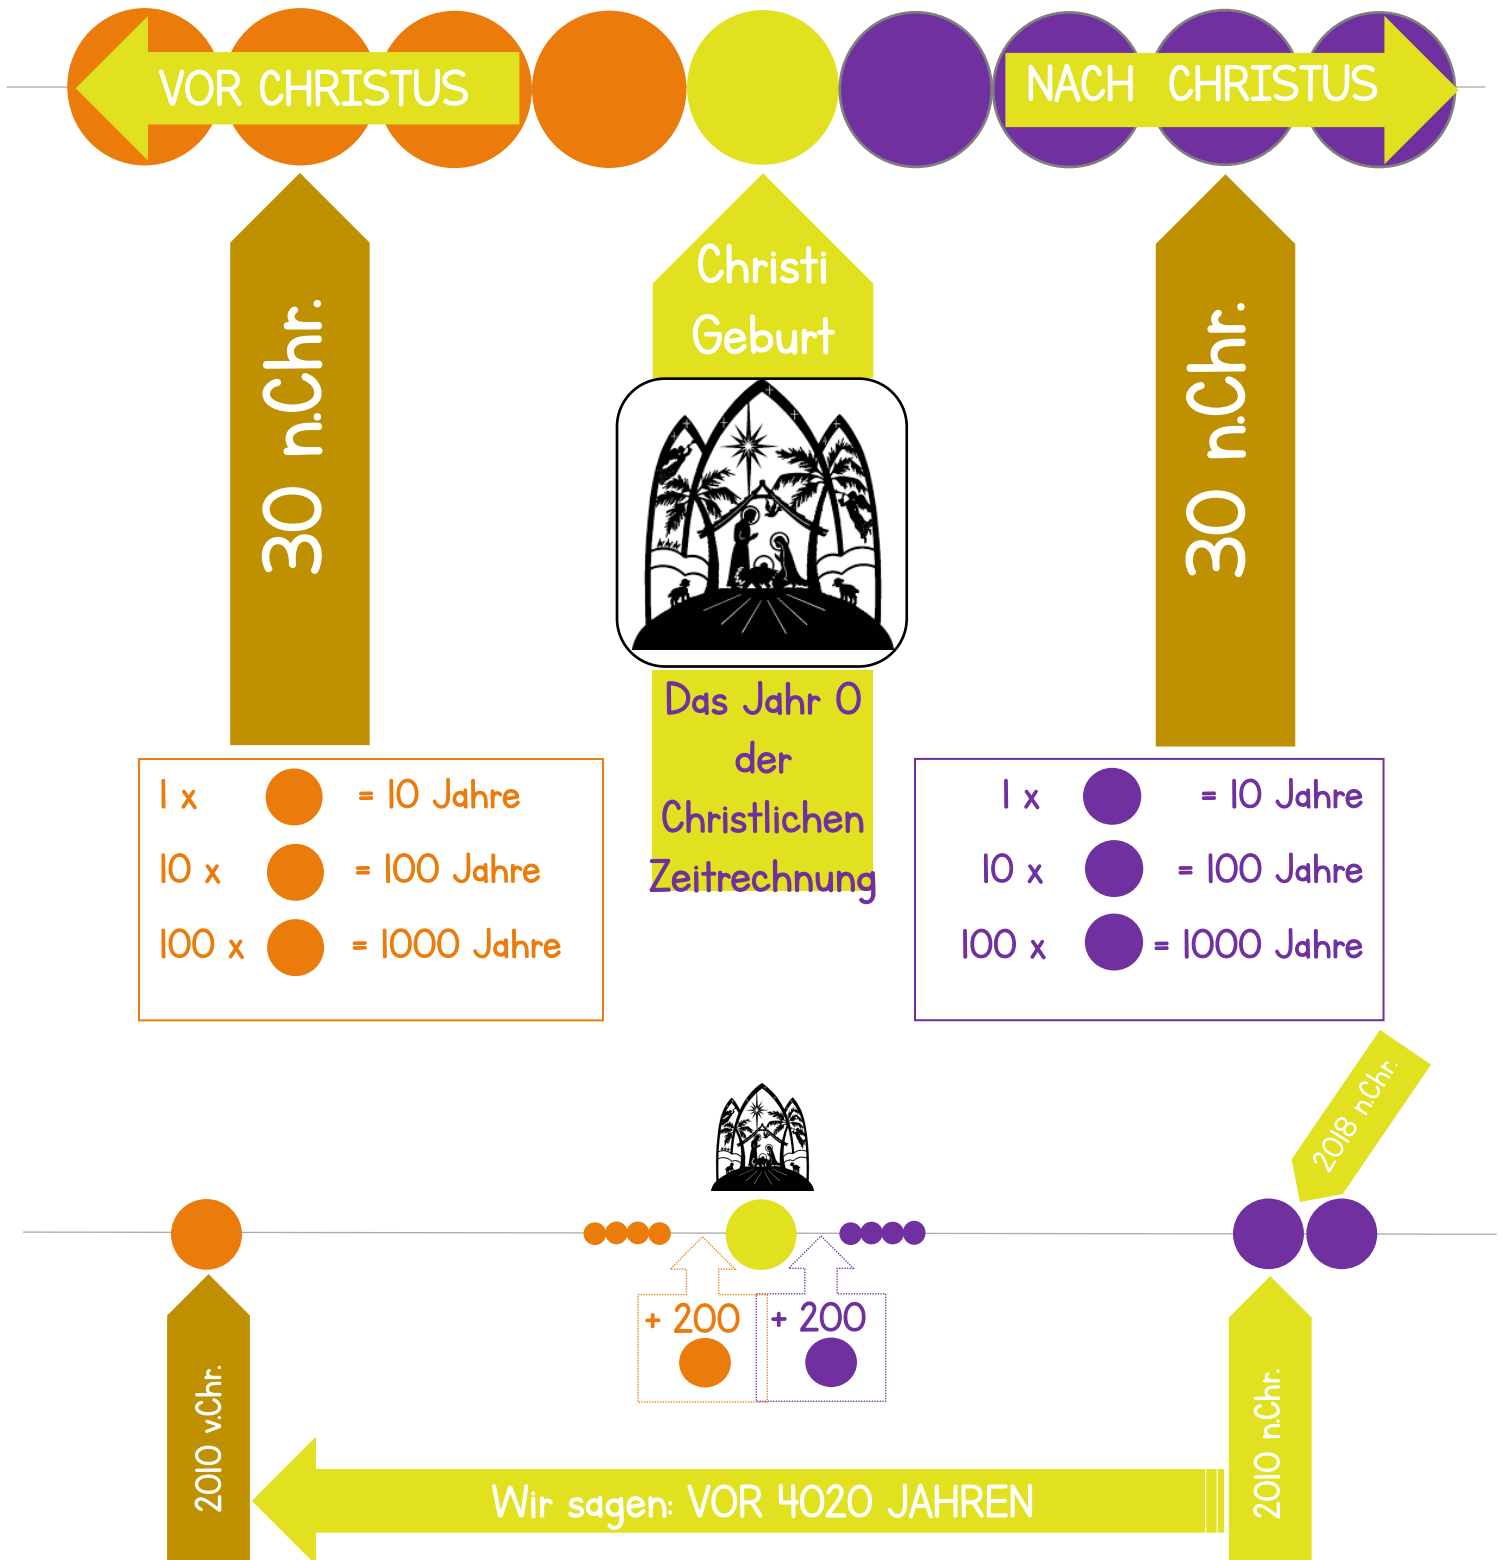 VOR CHRISTUS
NACH CHRISTUS
30 n.Chr.
Christi
Geburt
30 n.Chr.
Das Jahr 0
der
Christlichen
Zeitrechnung
1 x = 10 Jahre
10 x = 100 Jahre
100 x = 1000 Jahre
1 x = 10 Jahre
10 x = 100 Jahre
100 x = 1000 Jahre
2018 n.Chr.
+ 200
+ 200
2010 v.Chr.
2010 n.Chr.
Wir sagen: VOR 4020 JAHREN